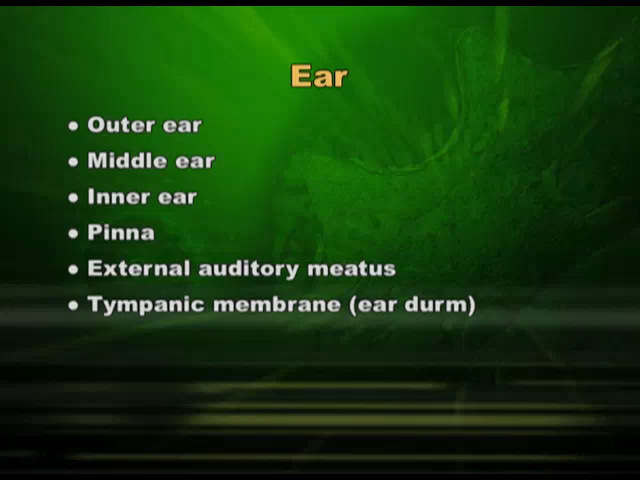 Ear
• Outer ear
• Middle ear
• Inner ear
• Pinna
• External auditory meatus
• Tympanic membrane (ear durm)